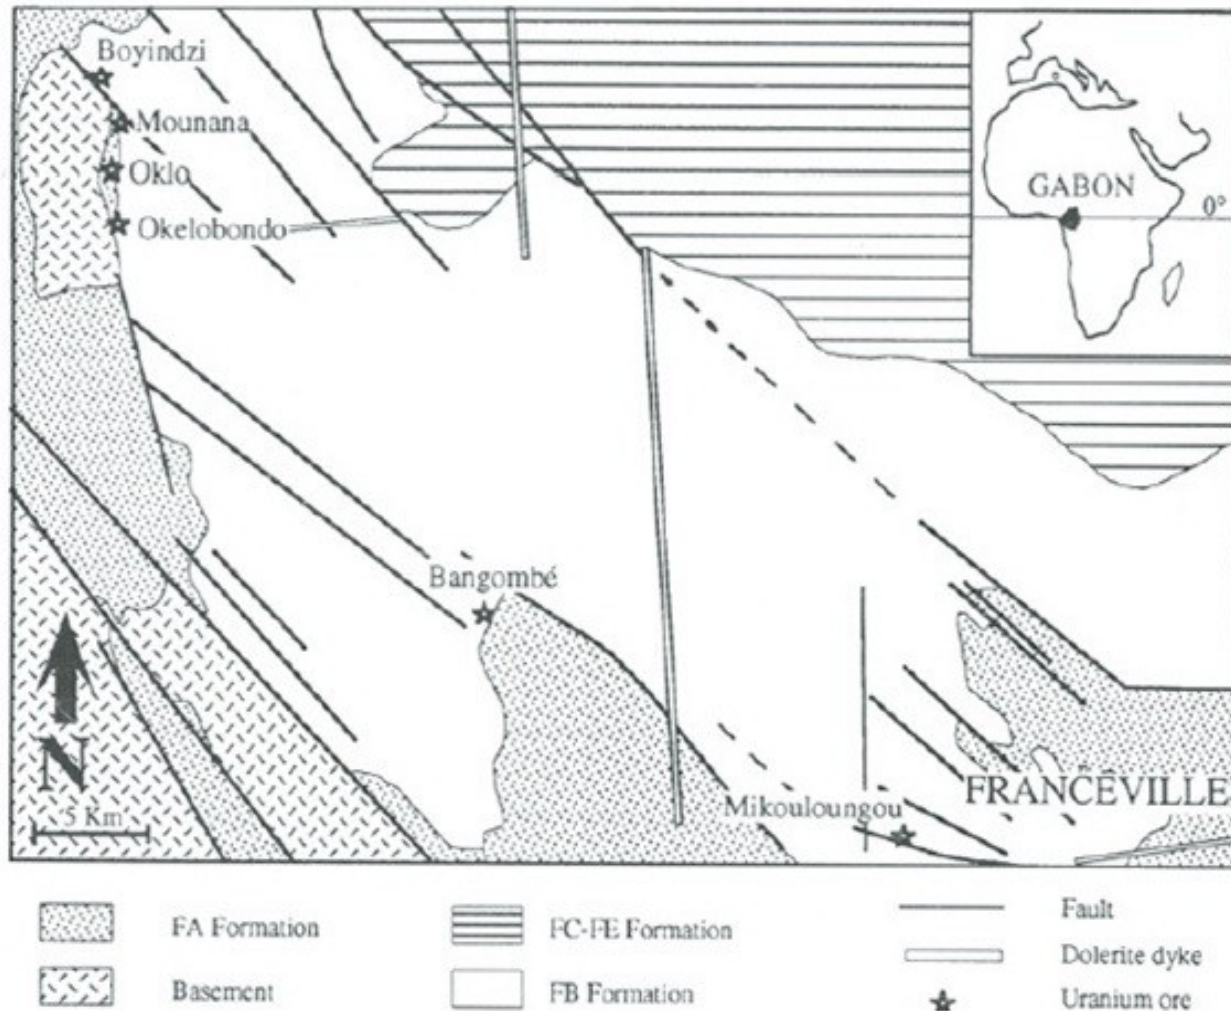 Boyindzi
Mounana
Oklo
Okelobondo
GABON
0°
Bangombé
N
5 Km
Mikouloungou
FRANCEVILLE
FA Formation
FC-FE Formation
Fault
Dolerite dyke
Basement
FB Formation
Uranium ore